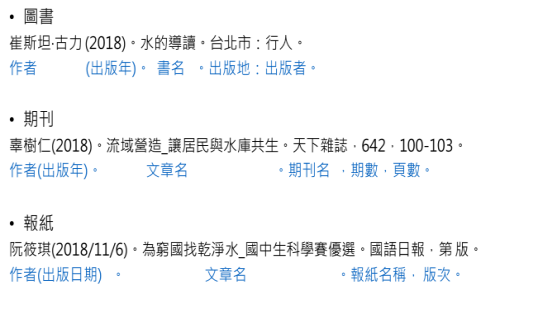 • 圖書
崔斯坦·古力(2018)。水的導讀。台北市：行人。
作者 (出版年)。 書名 。出版地：出版者。
• 期刊
辜樹仁(2018)。流域營造_讓居民與水庫共生。天下雜誌，642，100-103。
作者(出版年)。 文章名 。期刊名 ，期數，頁數。
• 報紙
阮筱琪(2018/11/6)。為窮國找乾淨水_國中生科學賽優選。國語日報，第 版。
作者(出版日期) 。 文章名 。報紙名稱， 版次。